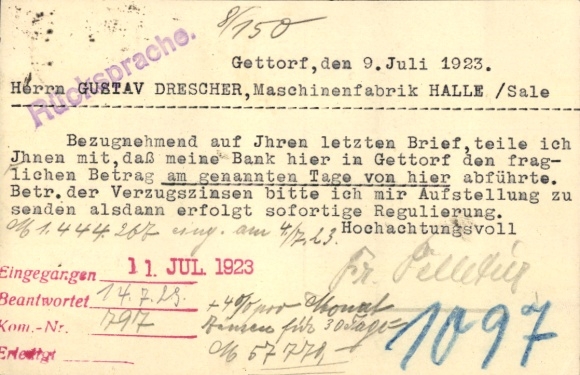 8/150
Rücksprache.
Gettorf, den 9. Juli 1923.
Herrn GUSTAV DRESCHER, Maschinenfabrik HALLE /Sale
Bezugnehmend auf Jhren letzten Brief, teile ich
Jhnen mit, daß meine Bank hier in Gettorf den frag-
lichen Betrag am genannten Tage von hier abführte.
Betr. der Verzugszinsen bitte ich mir Aufstellung zu
senden alsdann erfolgt sofortige Regulierung.
M 1.444.267 eing. am 4/7.23.
Hochachtungsvoll
Fr.
Eingegangen 11. JUL 1923
Beantwortet 14.7.23.
Kom.-Nr. 797
Erledigt
+ 4% pro Monat
Zinsen für 30 Tage =
M 57 778,-
1097